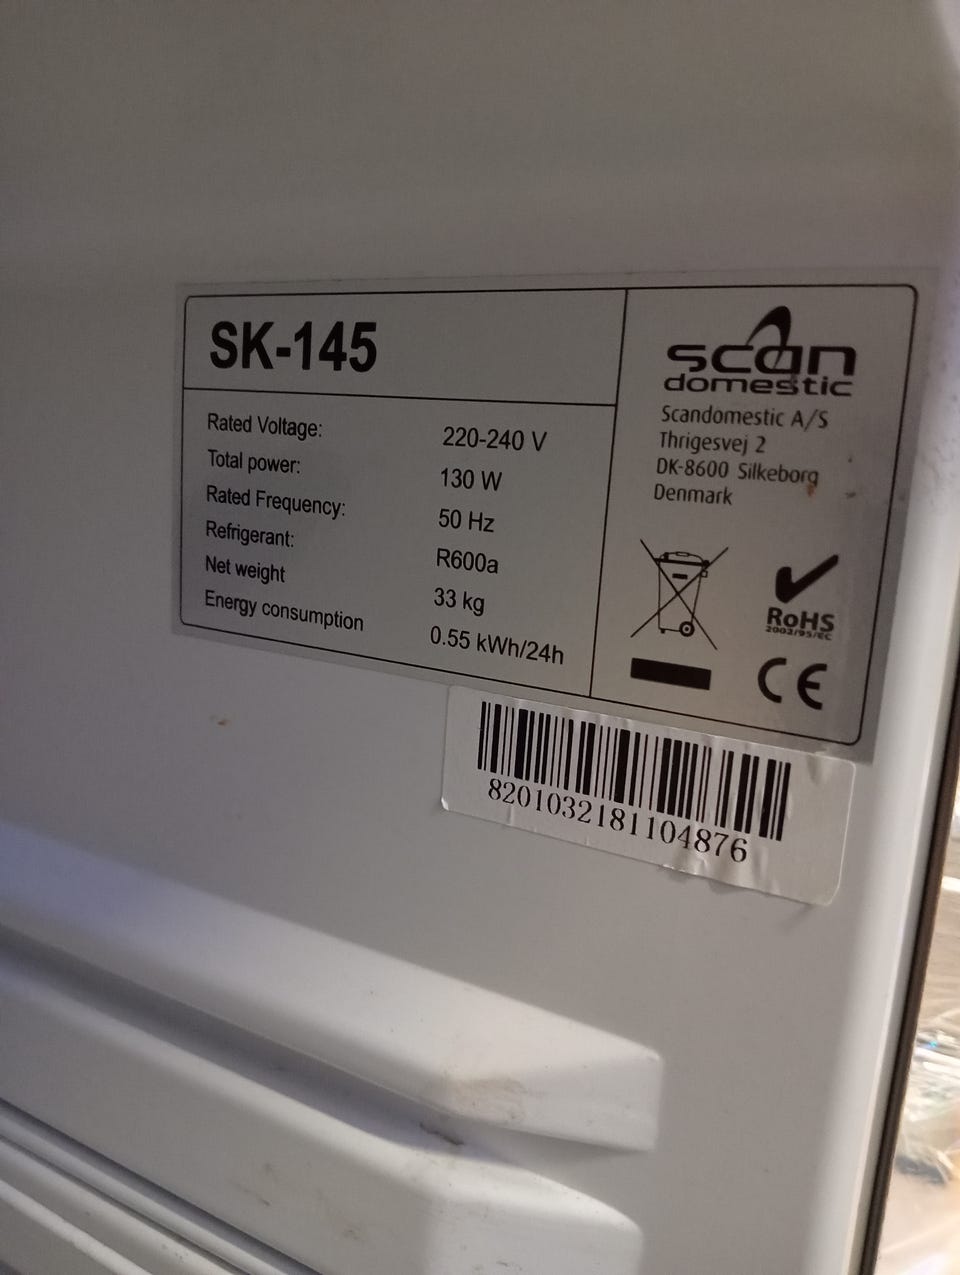 SK-145
Rated Voltage: 220-240 V
Total power: 130 W
Rated Frequency: 50 Hz
Refrigerant: R600a
Net weight 33 kg
Energy consumption 0.55 kWh/24h
scan
domestic
Scandomestic A/S
Thrigesvej 2
DK-8600 Silkeborg
Denmark
RoHS
2002/95/EC
CE
8201032181104876